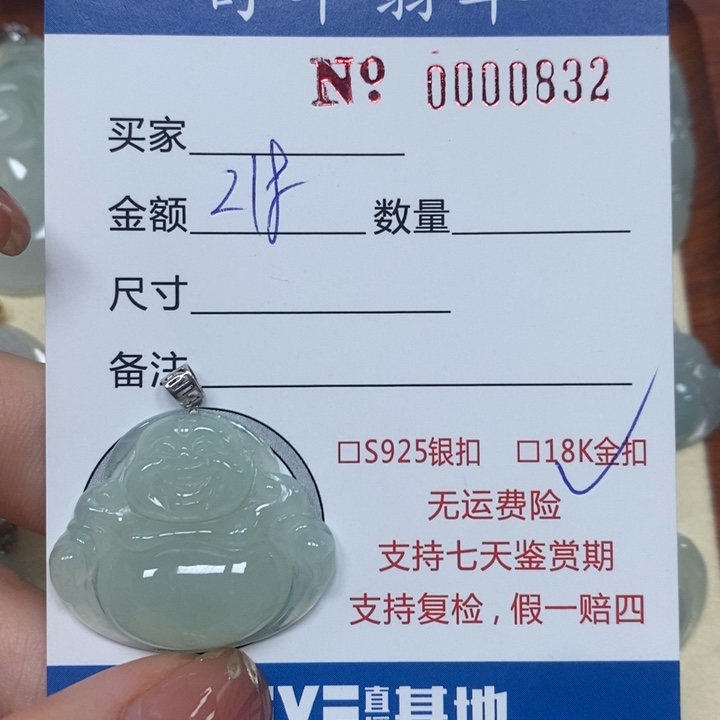 № 0000832
买家
金额 218 数量
尺寸
备注
□S925银扣 □18K金扣
无运费险
支持七天鉴赏期
支持复检,假一赔四
直播基地